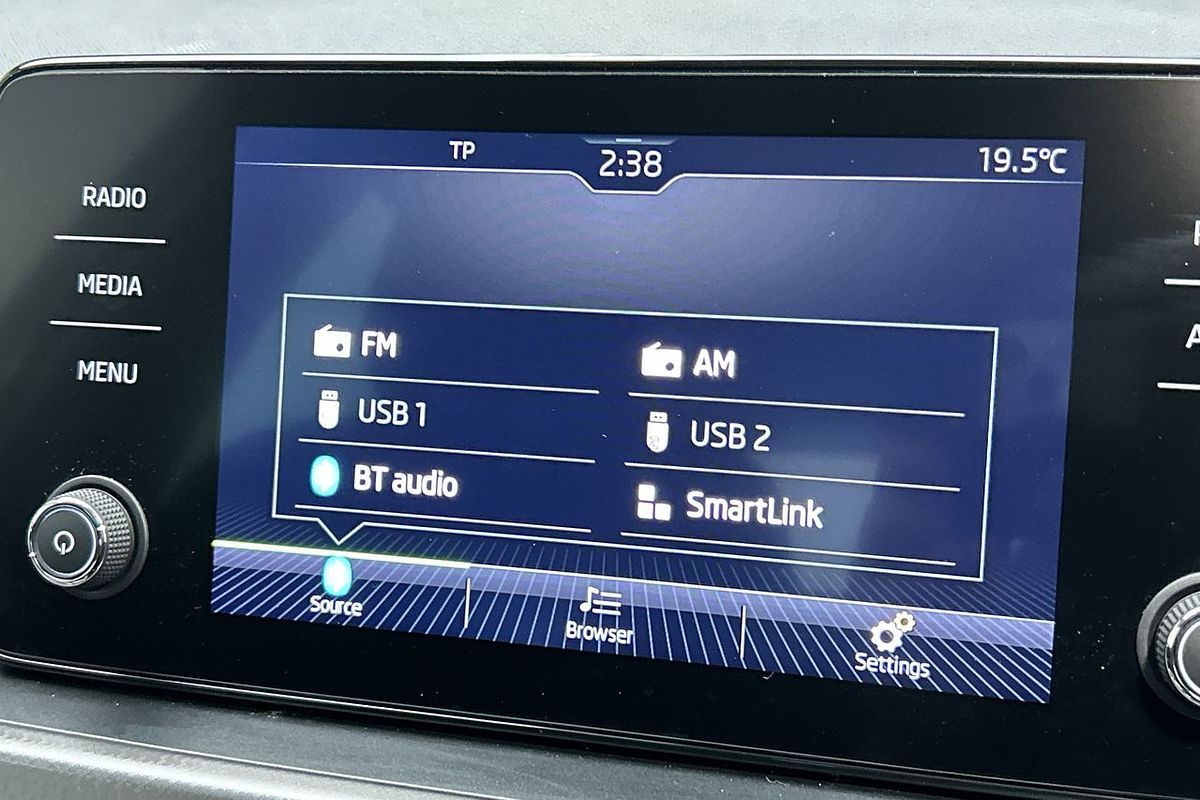 TP
2:38
19.5°C
RADIO
MEDIA
MENU
FM
AM
USB 1
USB 2
BT audio
SmartLink
Source
Browser
Settings